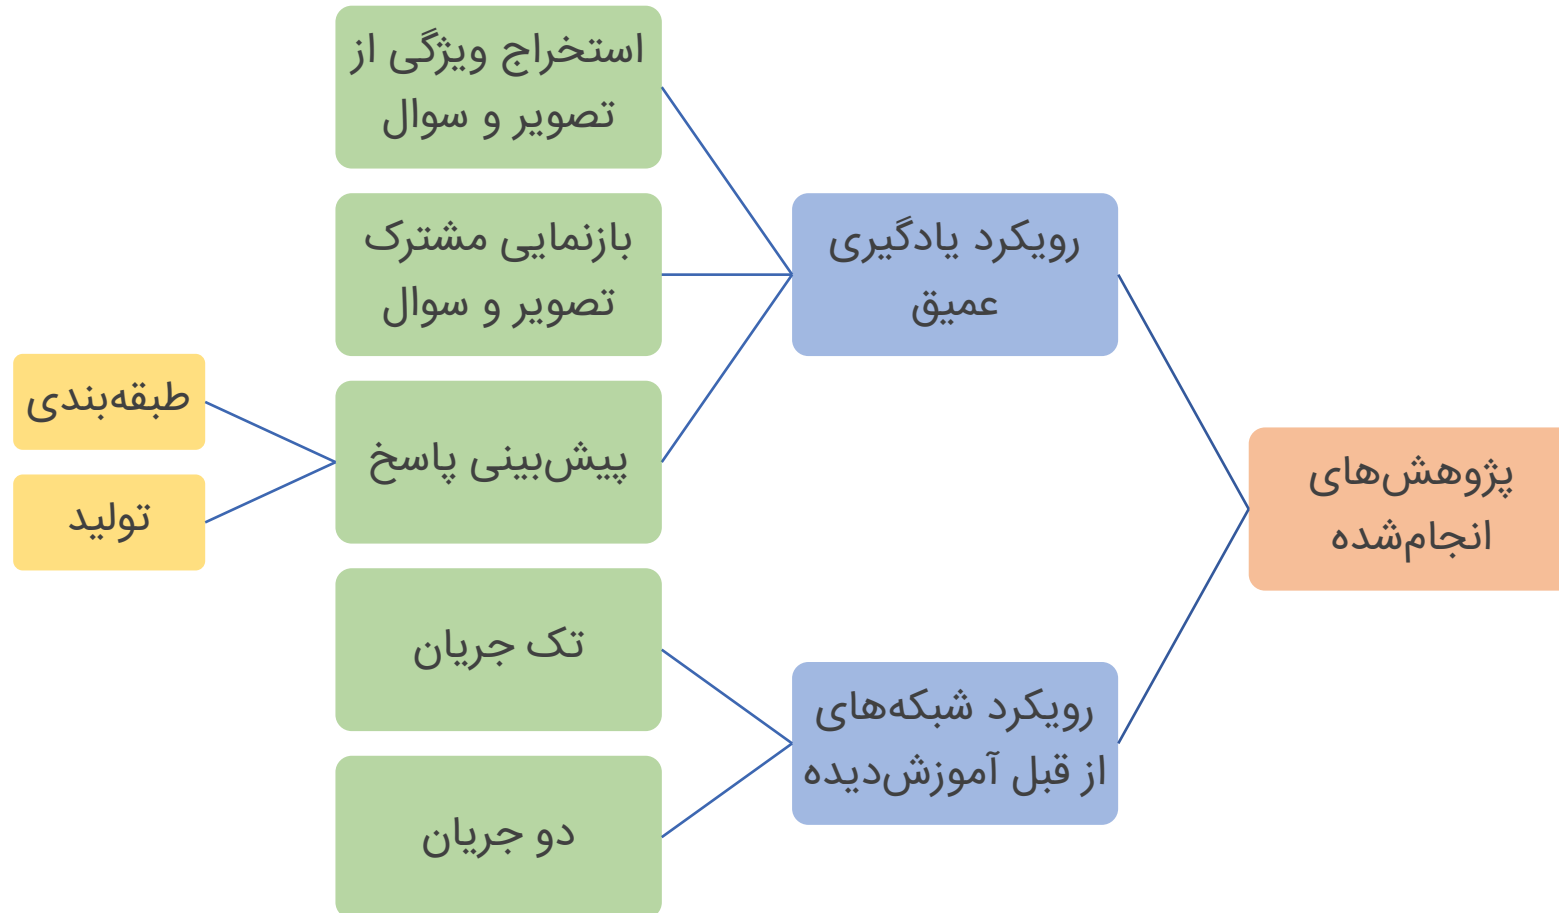 پژوهش‌های
انجام‌شده
رویکرد یادگیری
عمیق
استخراج ویژگی از
تصویر و سوال
بازنمایی مشترک
تصویر و سوال
پیش‌بینی پاسخ
طبقه‌بندی
تولید
رویکرد شبکه‌های
از قبل آموزش‌دیده
تک جریان
دو جریان